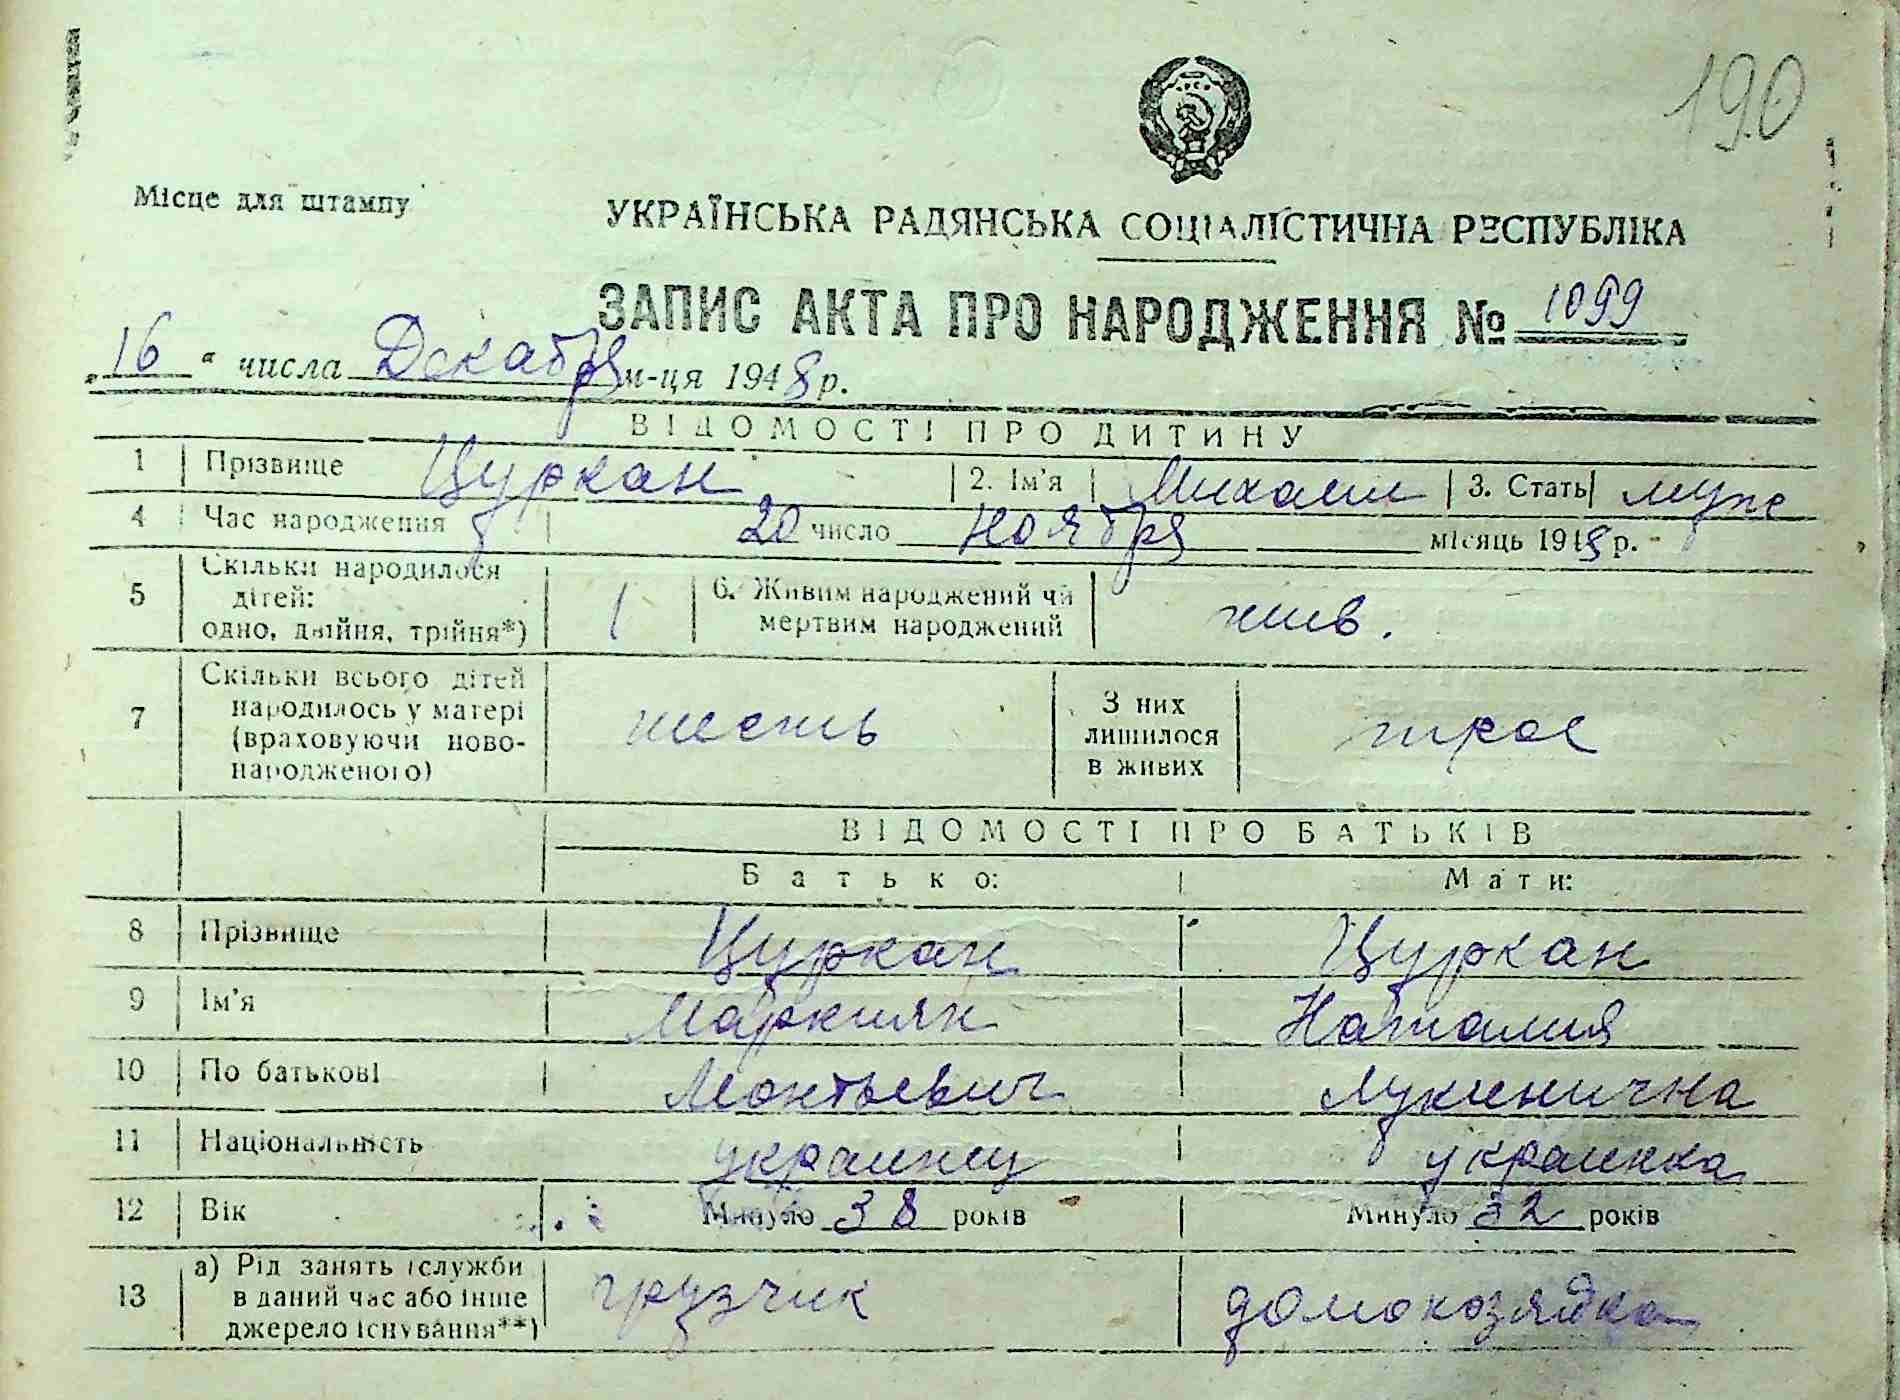 190
Місце для штампу
УКРАЇНСЬКА РАДЯНСЬКА СОЦІАЛІСТИЧНА РЕСПУБЛІКА
ЗАПИС АКТА ПРО НАРОДЖЕННЯ № 1099
„16“ числа Декабря м-ця 1948 р.
ВІДОМОСТІ ПРО ДИТИНУ
1 Прізвище Цуркан 2. Ім'я Михаил 3. Стать муж
4 Час народження 20 число Ноября місяць 1948 р.
5 Скільки народилося дітей: одно, двійня, трійня*) 1 6. Живим народжений чи мертвим народжений жив.
7 Скільки всього дітей народилось у матері (враховуючи ново-народженого) шесть З них лишилося в живих трое
ВІДОМОСТІ ПРО БАТЬКІВ
Батько: Мати:
8 Прізвище Цуркан Цуркан
9 Ім'я Маркиян Наталия
10 По батькові Леонтьевич Лукинична
11 Національність украинец украинка
12 Вік Минуло 38 років Минуло 32 років
13 а) Рід занять (служби в даний час або інше джерело існування**) грузчик домохозядка